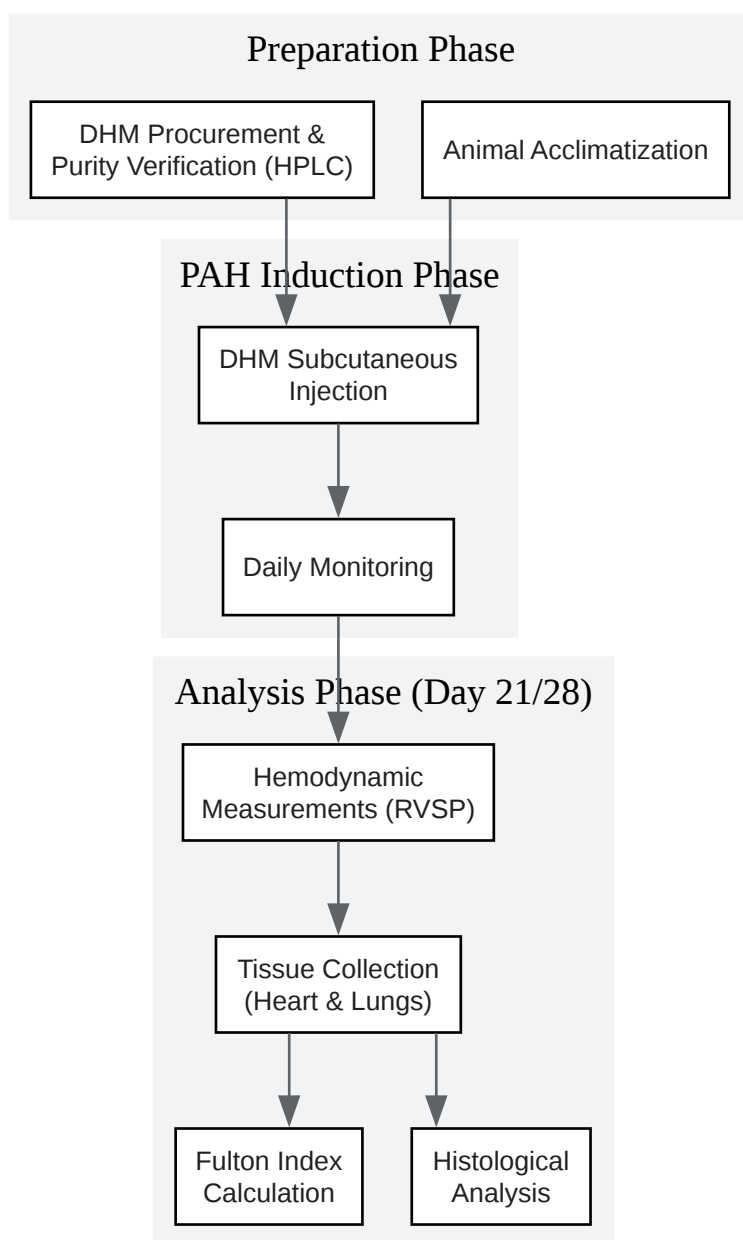 Preparation Phase
DHM Procurement &
Purity Verification (HPLC)
Animal Acclimatization
PAH Induction Phase
DHM Subcutaneous
Injection
Daily Monitoring
Analysis Phase (Day 21/28)
Hemodynamic
Measurements (RVSP)
Tissue Collection
(Heart & Lungs)
Fulton Index
Calculation
Histological
Analysis